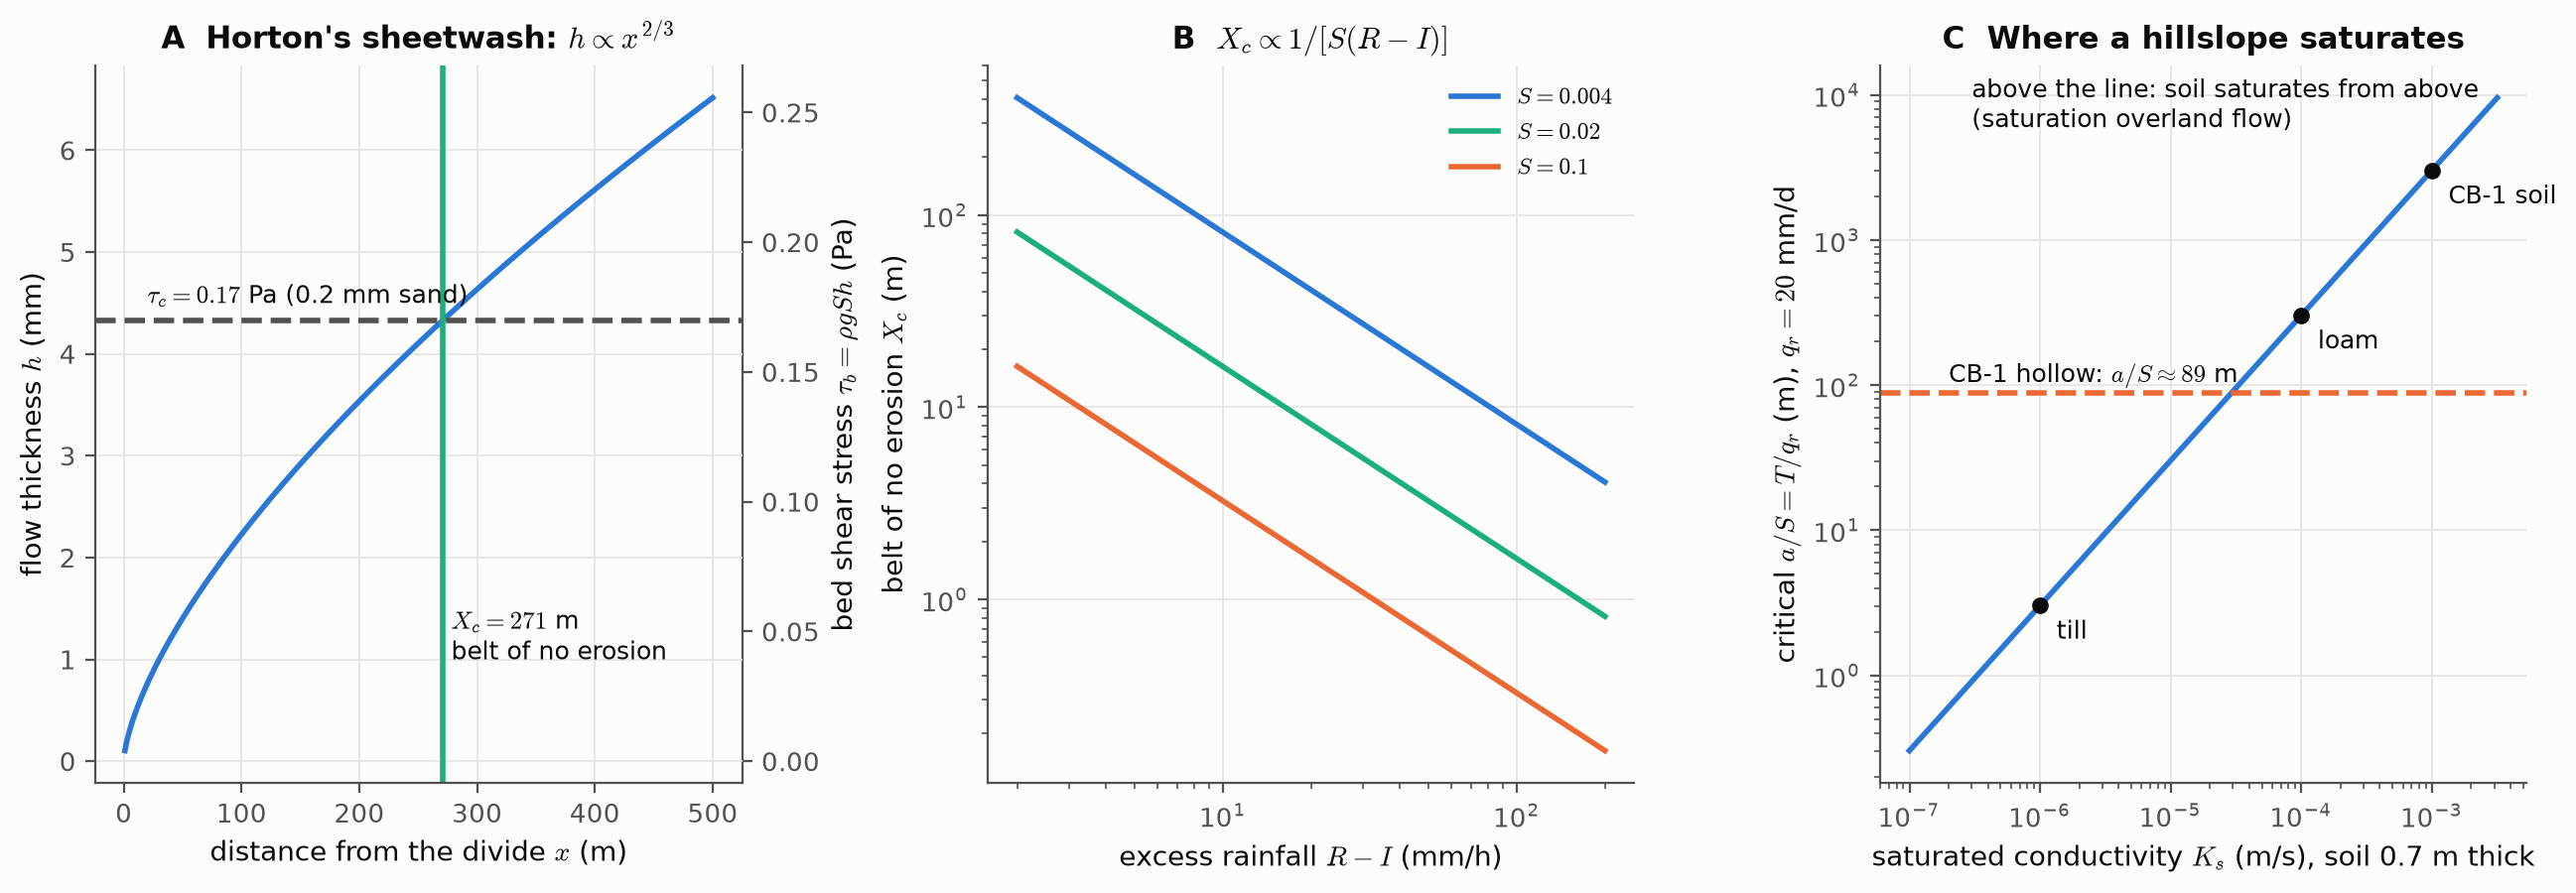 A Horton's sheetwash: h ∝ x^{2/3}
flow thickness h (mm)
6
5
4
3
2
1
0
τ_c = 0.17 Pa (0.2 mm sand)
X_c = 271 m
belt of no erosion
0.25
0.20
0.15
0.10
0.05
0.00
bed shear stress τ_b = ρgSh (Pa)
0 100 200 300 400 500
distance from the divide x (m)
B X_c ∝ 1/[S(R − I)]
belt of no erosion X_c (m)
10^2
10^1
10^0
S = 0.004
S = 0.02
S = 0.1
10^1 10^2
excess rainfall R − I (mm/h)
C Where a hillslope saturates
critical a/S = T/q_r (m), q_r = 20 mm/d
10^4
10^3
10^2
10^1
10^0
above the line: soil saturates from above
(saturation overland flow)
CB-1 soil
loam
CB-1 hollow: a/S ≈ 89 m
till
10^{-7} 10^{-6} 10^{-5} 10^{-4} 10^{-3}
saturated conductivity K_s (m/s), soil 0.7 m thick